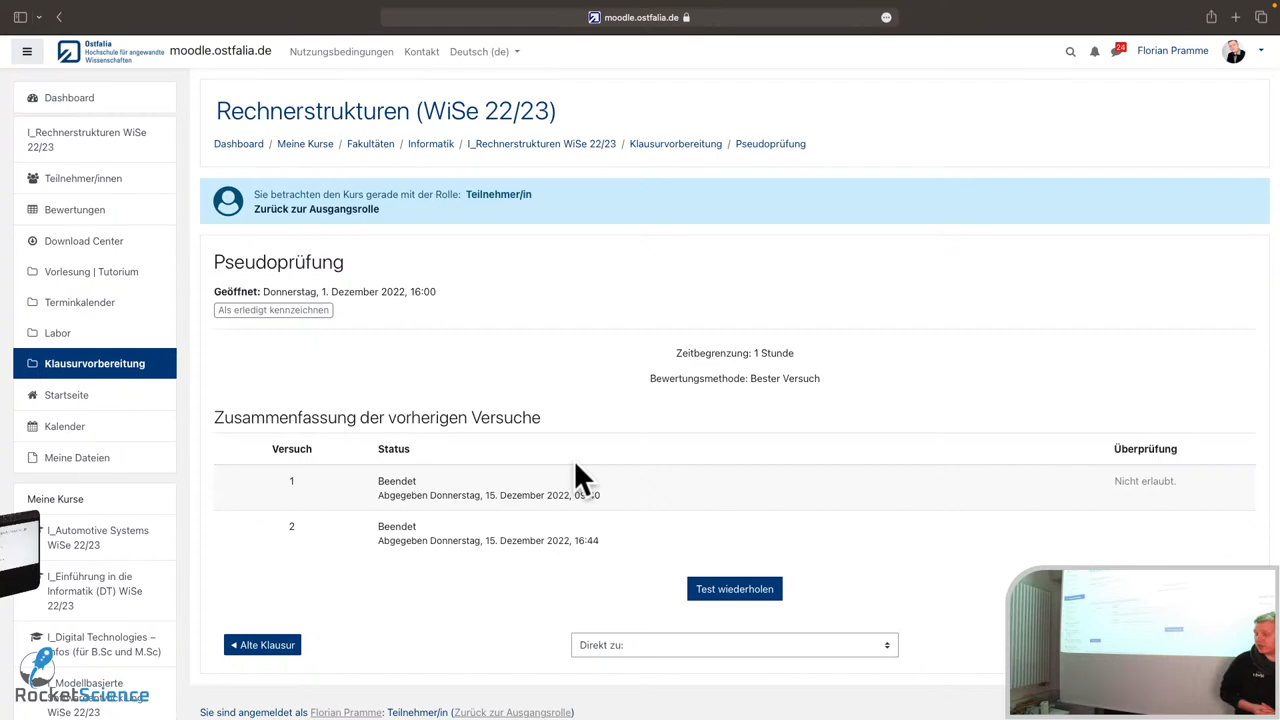 moodle.ostfalia.de
Ostfalia
Hochschule für angewandte
Wissenschaften
moodle.ostfalia.de
Nutzungsbedingungen
Kontakt
Deutsch (de)
24
Florian Pramme
Dashboard
I_Rechnerstrukturen WiSe
22/23
Teilnehmer/innen
Bewertungen
Download Center
Vorlesung | Tutorium
Terminkalender
Labor
Klausurvorbereitung
Startseite
Kalender
Meine Dateien
Meine Kurse
I_Automotive Systems
WiSe 22/23
I_Einführung in die
Informatik (DT) WiSe
22/23
I_Digital Technologies –
Infos (für B.Sc und M.Sc)
I_Modellbasierte
WiSe 22/23
RocketScience
Rechnerstrukturen (WiSe 22/23)
Dashboard / Meine Kurse / Fakultäten / Informatik / I_Rechnerstrukturen WiSe 22/23 / Klausurvorbereitung / Pseudoprüfung
Sie betrachten den Kurs gerade mit der Rolle: Teilnehmer/in
Zurück zur Ausgangsrolle
Pseudoprüfung
Geöffnet: Donnerstag, 1. Dezember 2022, 16:00
Als erledigt kennzeichnen
Zeitbegrenzung: 1 Stunde
Bewertungsmethode: Bester Versuch
Zusammenfassung der vorherigen Versuche
Versuch Status Überprüfung
1 Beendet Nicht erlaubt.
Abgegeben Donnerstag, 15. Dezember 2022,
2 Beendet
Abgegeben Donnerstag, 15. Dezember 2022, 16:44
Test wiederholen
Alte Klausur
Direkt zu:
Sie sind angemeldet als Florian Pramme: Teilnehmer/in (Zurück zur Ausgangsrolle)